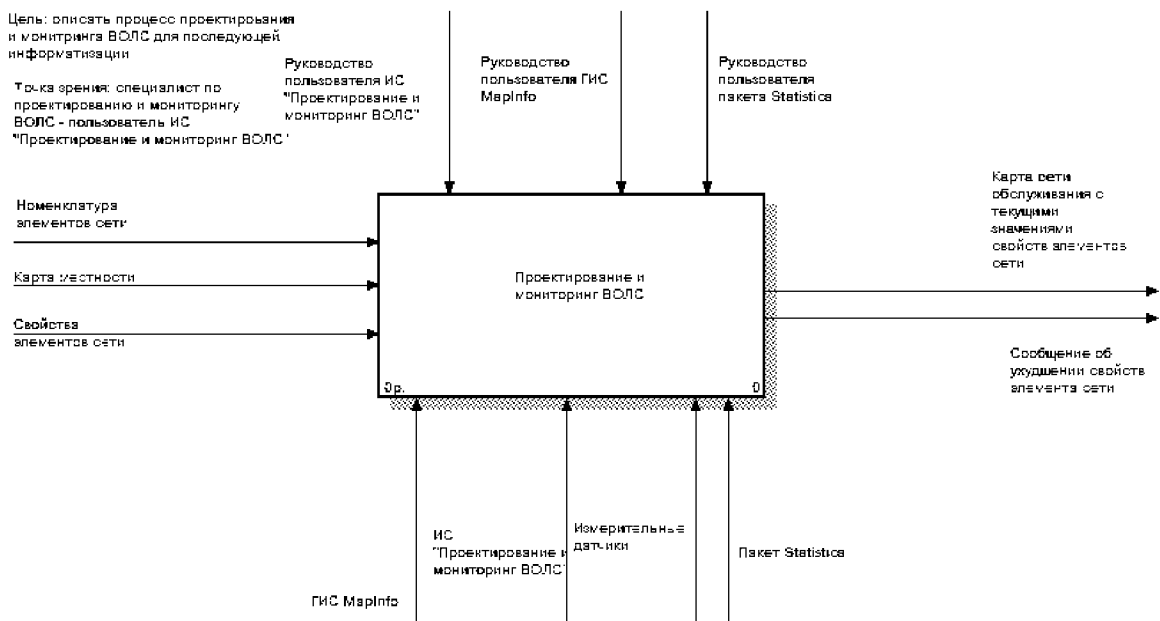 Цель: описать процесс проектирования
и монитринга ВОЛС для последующей
информатизации
Точка зрения: специалист по
проектированию и мониторингу
ВОЛС - пользователь ИС
"Проектирование и мониторинг ВОЛС"
Руководство
пользователя ИС
"Проектирование и
мониторинг ВОЛС"
Руководство
пользователя ГИС
MapInfo
Руководство
пользователя
пакета Statistica
Номенклатура
элементов сети
Карта местности
Свойства
элементов сети
Проектирование и
мониторинг ВОЛС
0р.
0
Карта сети
обслуживания с
текущими
значениями
свойств элементов
сети
Сообщение об
ухудшении свойств
элемента сети
ГИС MapInfo
ИС
"Проектирование и
мониторинг ВОЛС"
Измерительные
датчики
Пакет Statistica